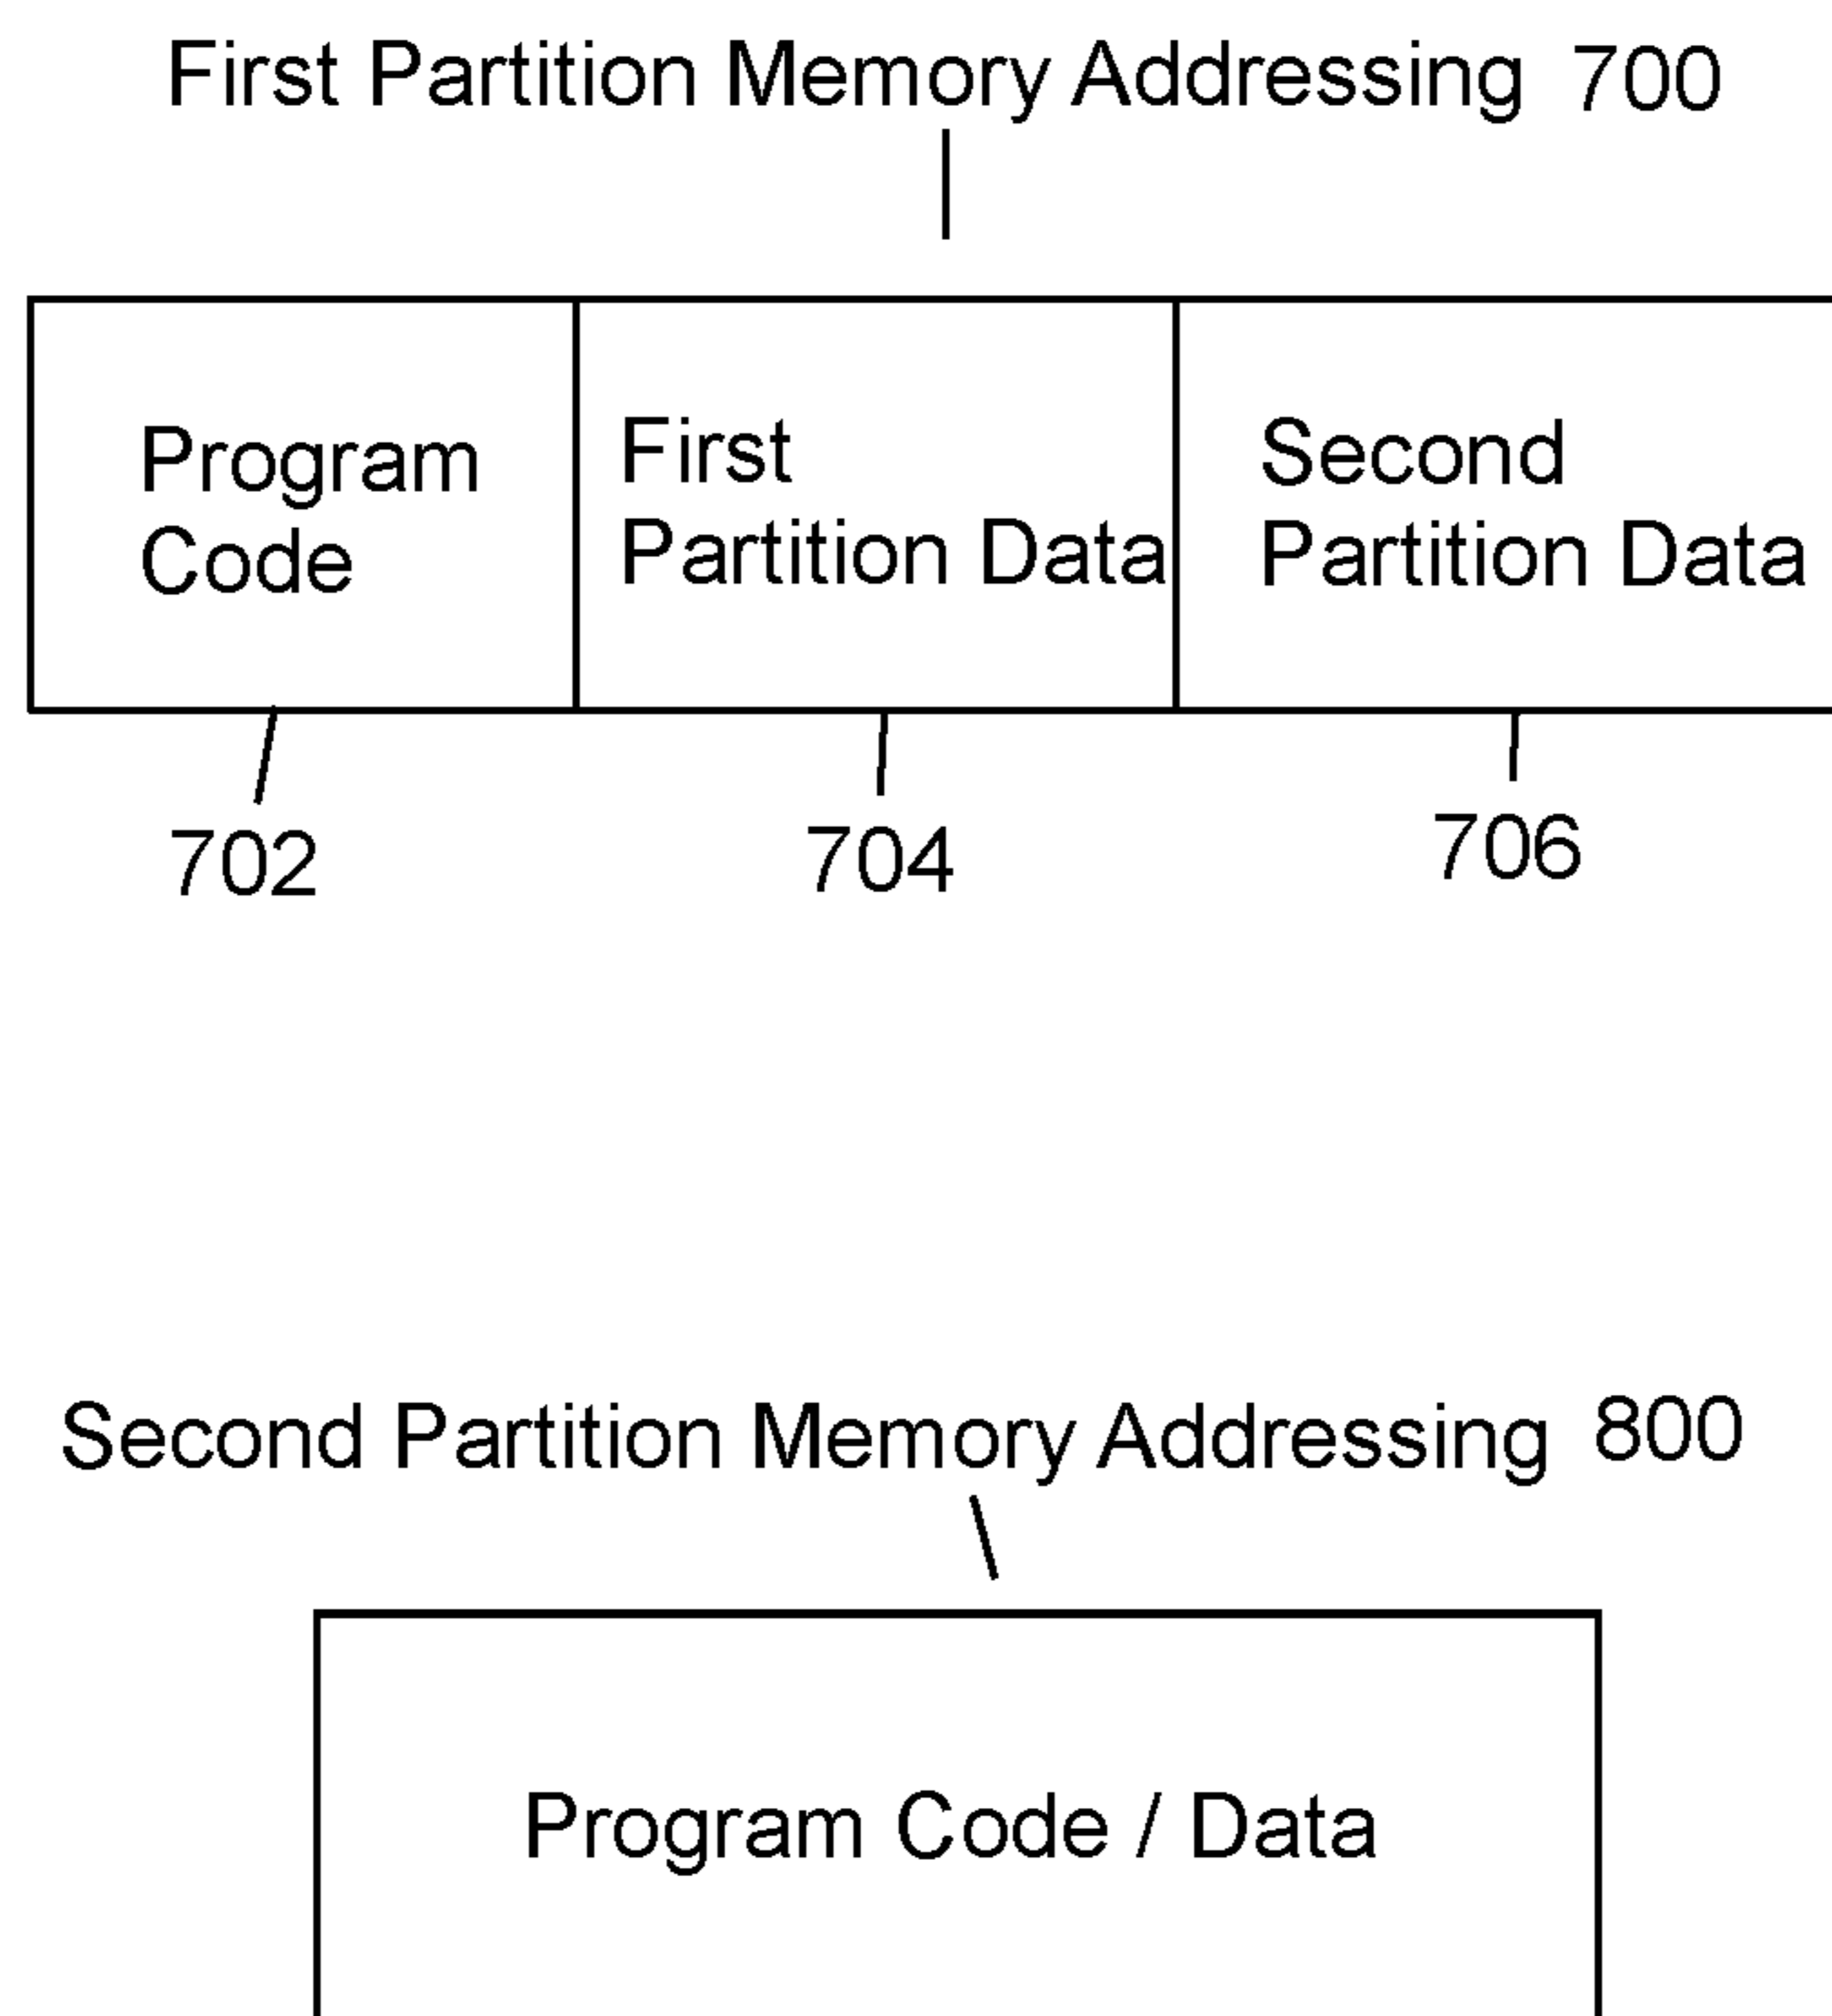 First Partition Memory Addressing 700
Program Code
First Partition Data
Second Partition Data
702
704
706
Second Partition Memory Addressing 800
Program Code / Data